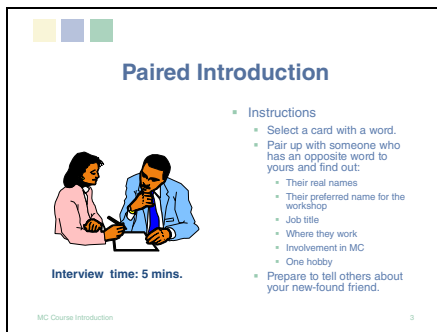 Paired Introduction
Instructions
Select a card with a word.
Pair up with someone who
has an opposite word to
yours and find out:
Their real names
Their preferred name for the
workshop
Job title
Where they work
Involvement in MC
One hobby
Prepare to tell others about
your new-found friend.
Interview time: 5 mins.
MC Course Introduction
3